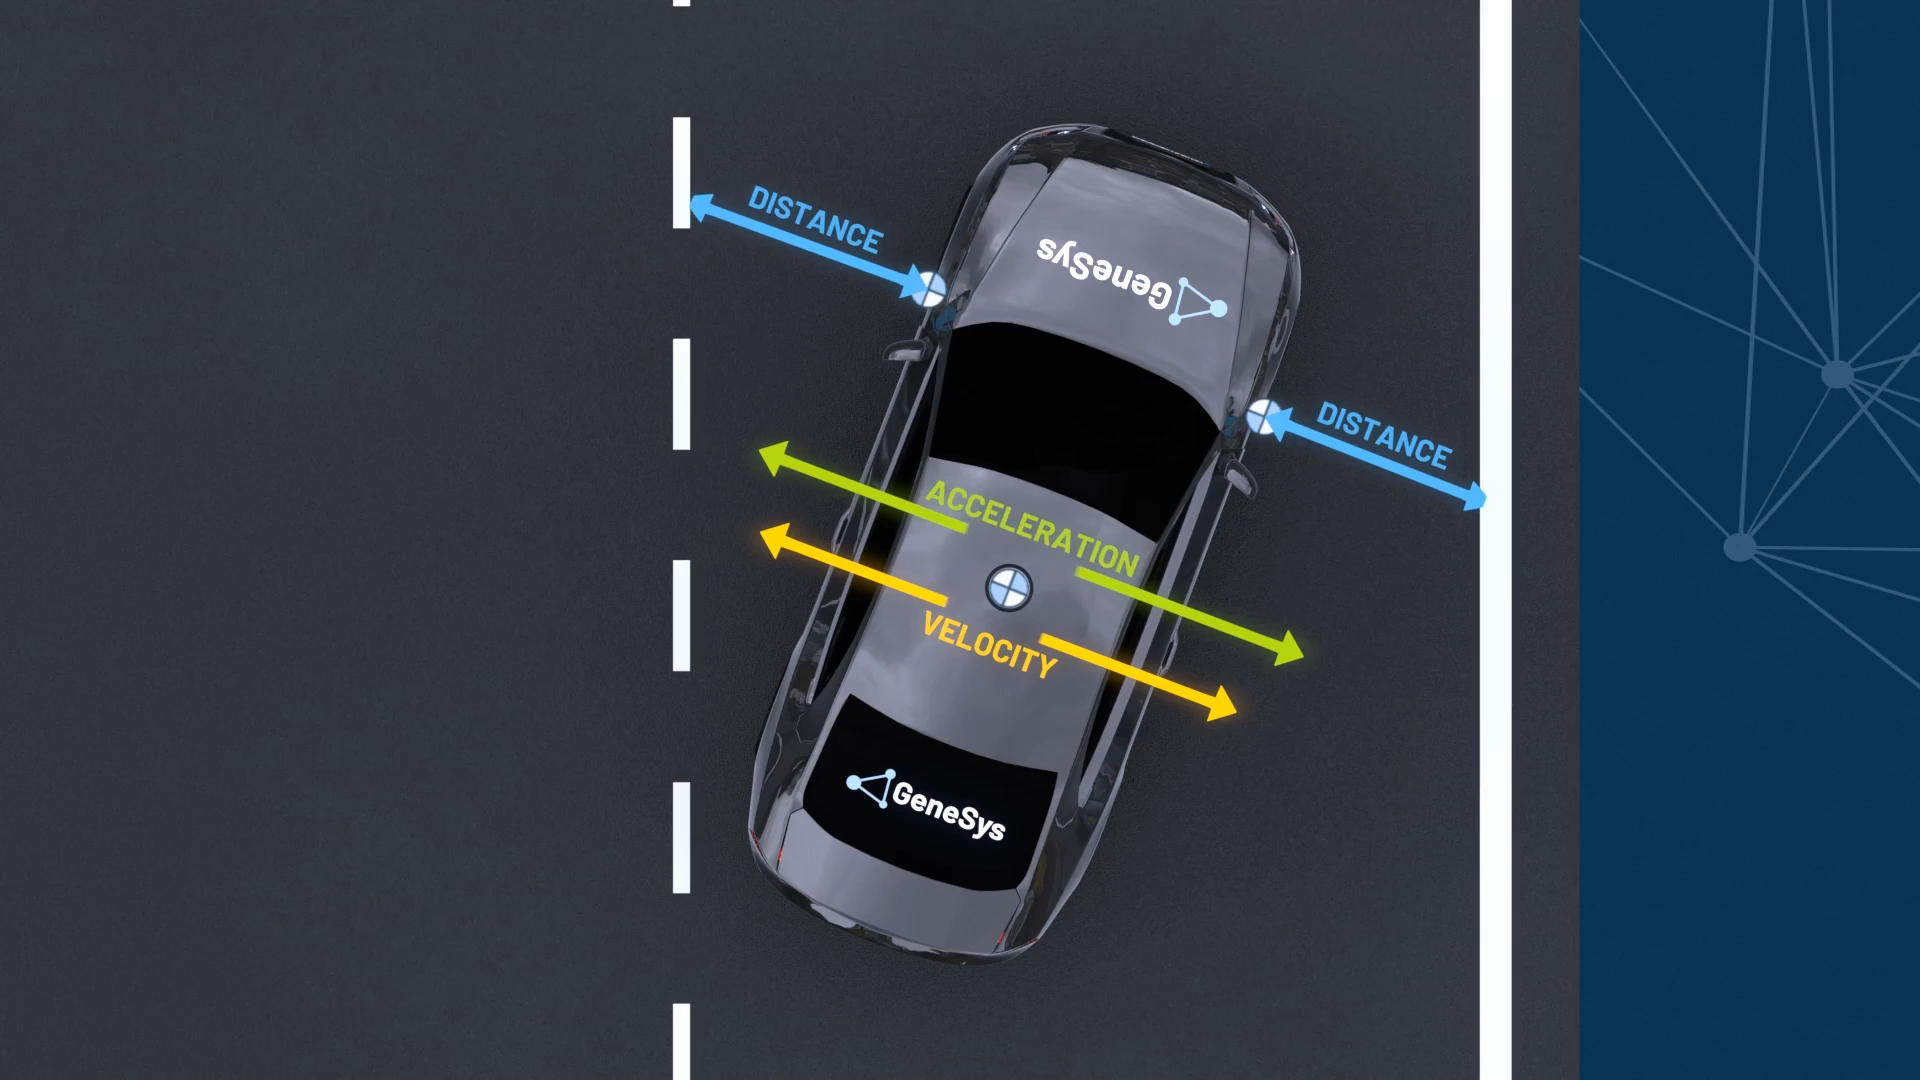 DISTANCE
GeneSys
DISTANCE
ACCELERATION
VELOCITY
GeneSys